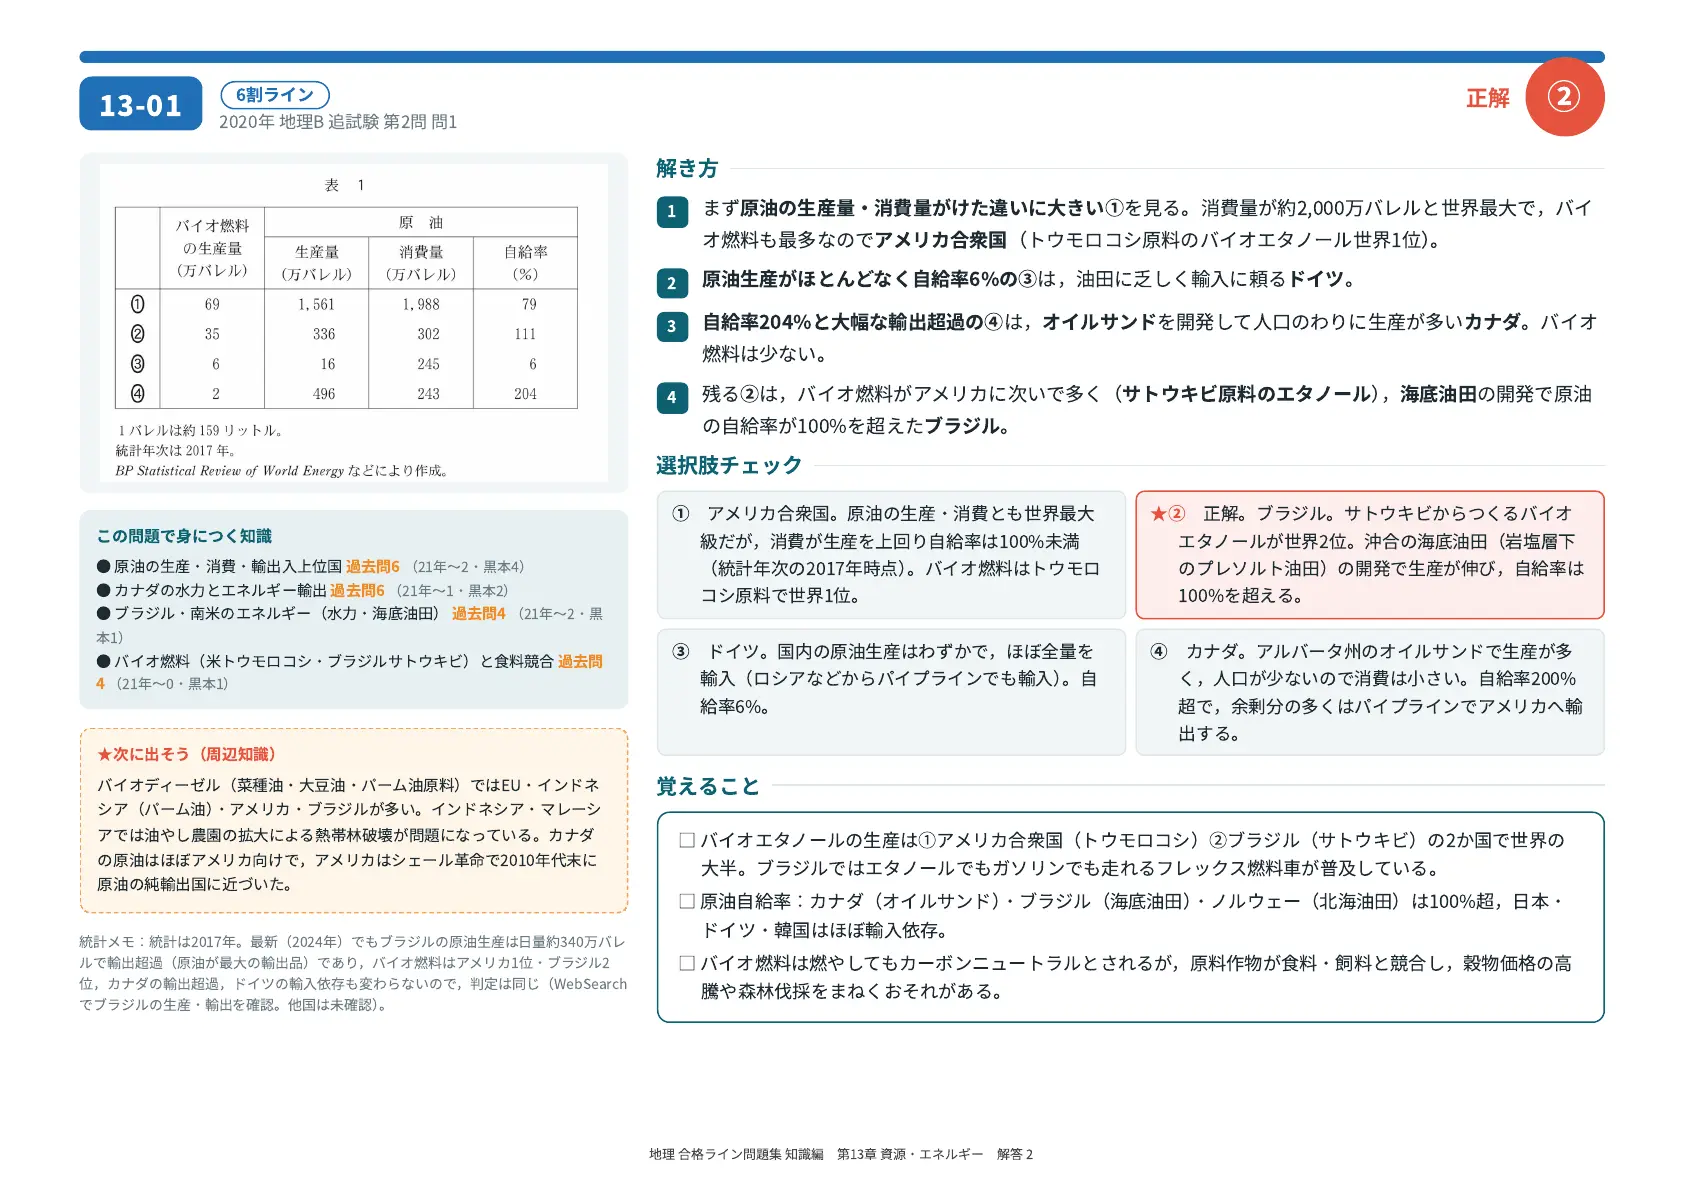 13-01
6割ライン
2020年 地理B 追試験 第2問 問1
正解
②
表 1
バイオ燃料の生産量(万バレル) 原 油
生産量(万バレル) 消費量(万バレル) 自給率(%)
① 69 1,561 1,988 79
② 35 336 302 111
③ 6 16 245 6
④ 2 496 243 204
1 バレルは約 159 リットル。
統計年次は 2017 年。
BP Statistical Review of World Energy などにより作成。
この問題で身につく知識
●原油の生産・消費・輸出入上位国 過去問6 (21年〜2・黒本4)
●カナダの水力とエネルギー輸出 過去問6 (21年〜1・黒本2)
●ブラジル・南米のエネルギー(水力・海底油田) 過去問4 (21年〜2・黒
本1)
●バイオ燃料(米トウモロコシ・ブラジルサトウキビ)と食料競合 過去問
4 (21年〜0・黒本1)
★次に出そう(周辺知識)
バイオディーゼル(菜種油・大豆油・パーム油原料)ではEU・インドネ
シア(パーム油)・アメリカ・ブラジルが多い。インドネシア・マレーシ
アでは油やし農園の拡大による熱帯林破壊が問題になっている。カナダ
の原油はほぼアメリカ向けで，アメリカはシェール革命で2010年代末に
原油の純輸出国に近づいた。
統計メモ：統計は2017年。最新(2024年)でもブラジルの原油生産は日量約340万バレ
ルで輸出超過(原油が最大の輸出品)であり，バイオ燃料はアメリカ1位・ブラジル2
位，カナダの輸出超過，ドイツの輸入依存も変わらないので，判定は同じ(WebSearch
でブラジルの生産・輸出を確認。他国は未確認)。
解き方
1 まず原油の生産量・消費量がけた違いに大きい①を見る。消費量が約2,000万バレルと世界最大で，バイ
オ燃料も最多なのでアメリカ合衆国(トウモロコシ原料のバイオエタノール世界1位)。
2 原油生産がほとんどなく自給率6%の③は，油田に乏しく輸入に頼るドイツ。
3 自給率204%と大幅な輸出超過の④は，オイルサンドを開発して人口のわりに生産が多いカナダ。バイオ
燃料は少ない。
4 残る②は，バイオ燃料がアメリカに次いで多く(サトウキビ原料のエタノール)，海底油田の開発で原油
の自給率が100%を超えたブラジル。
選択肢チェック
① アメリカ合衆国。原油の生産・消費とも世界最大
級だが，消費が生産を上回り自給率は100%未満
(統計年次の2017年時点)。バイオ燃料はトウモロ
コシ原料で世界1位。
★② 正解。ブラジル。サトウキビからつくるバイオ
エタノールが世界2位。沖合の海底油田(岩塩層下
のプレソルト油田)の開発で生産が伸び，自給率は
100%を超える。
③ ドイツ。国内の原油生産はわずかで，ほぼ全量を
輸入(ロシアなどからパイプラインでも輸入)。自
給率6%。
④ カナダ。アルバータ州のオイルサンドで生産が多
く，人口が少ないので消費は小さい。自給率200%
超で，余剰分の多くはパイプラインでアメリカへ輸
出する。
覚えること
□ バイオエタノールの生産は①アメリカ合衆国(トウモロコシ)②ブラジル(サトウキビ)の2か国で世界の
大半。ブラジルではエタノールでもガソリンでも走れるフレックス燃料車が普及している。
□ 原油自給率：カナダ(オイルサンド)・ブラジル(海底油田)・ノルウェー(北海油田)は100%超，日本・
ドイツ・韓国はほぼ輸入依存。
□ バイオ燃料は燃やしてもカーボンニュートラルとされるが，原料作物が食料・飼料と競合し，穀物価格の高
騰や森林伐採をまねくおそれがある。
地理 合格ライン問題集 知識編 第13章 資源・エネルギー 解答 2